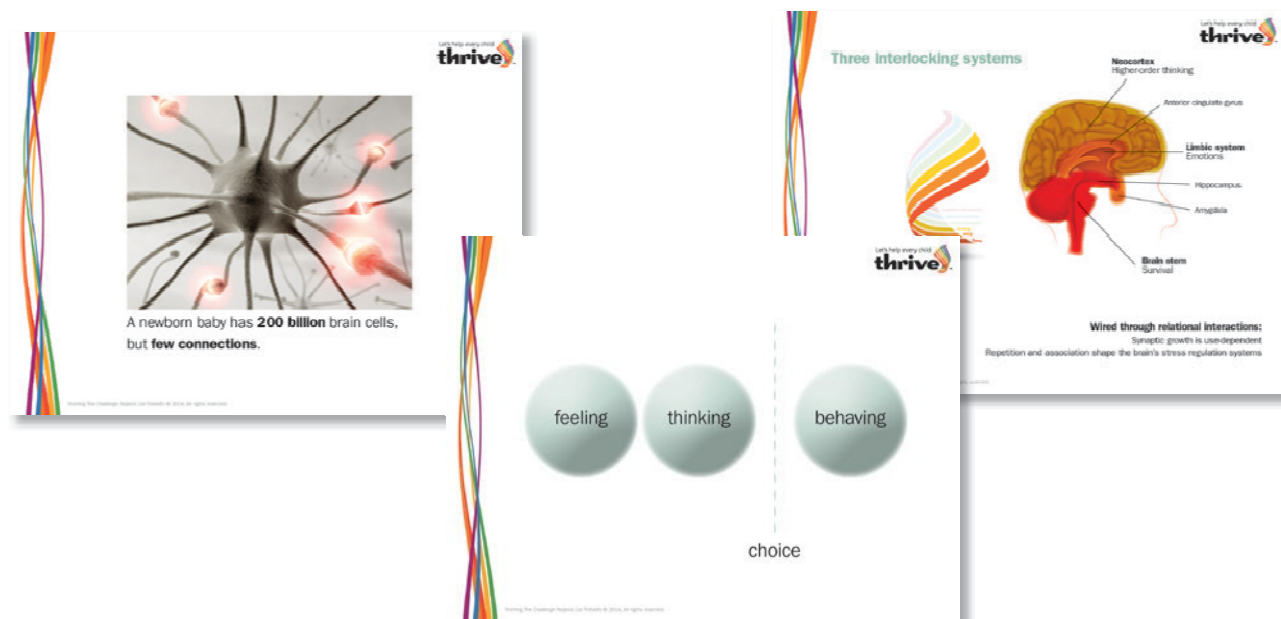 Let's help every child
thrive
A newborn baby has 200 billion brain cells,
but few connections.
Let's help every child
thrive
Three interlocking systems
Neocortex
Higher-order thinking
Anterior cingulate gyrus
Limbic system
Emotions
Hippocampus
Amygdala
Brain stem
Survival
Wired through relational interactions:
Synaptic growth is use-dependent
Repetition and association shape the brain's stress regulation systems
Let's help every child
thrive
feeling
thinking
behaving
choice